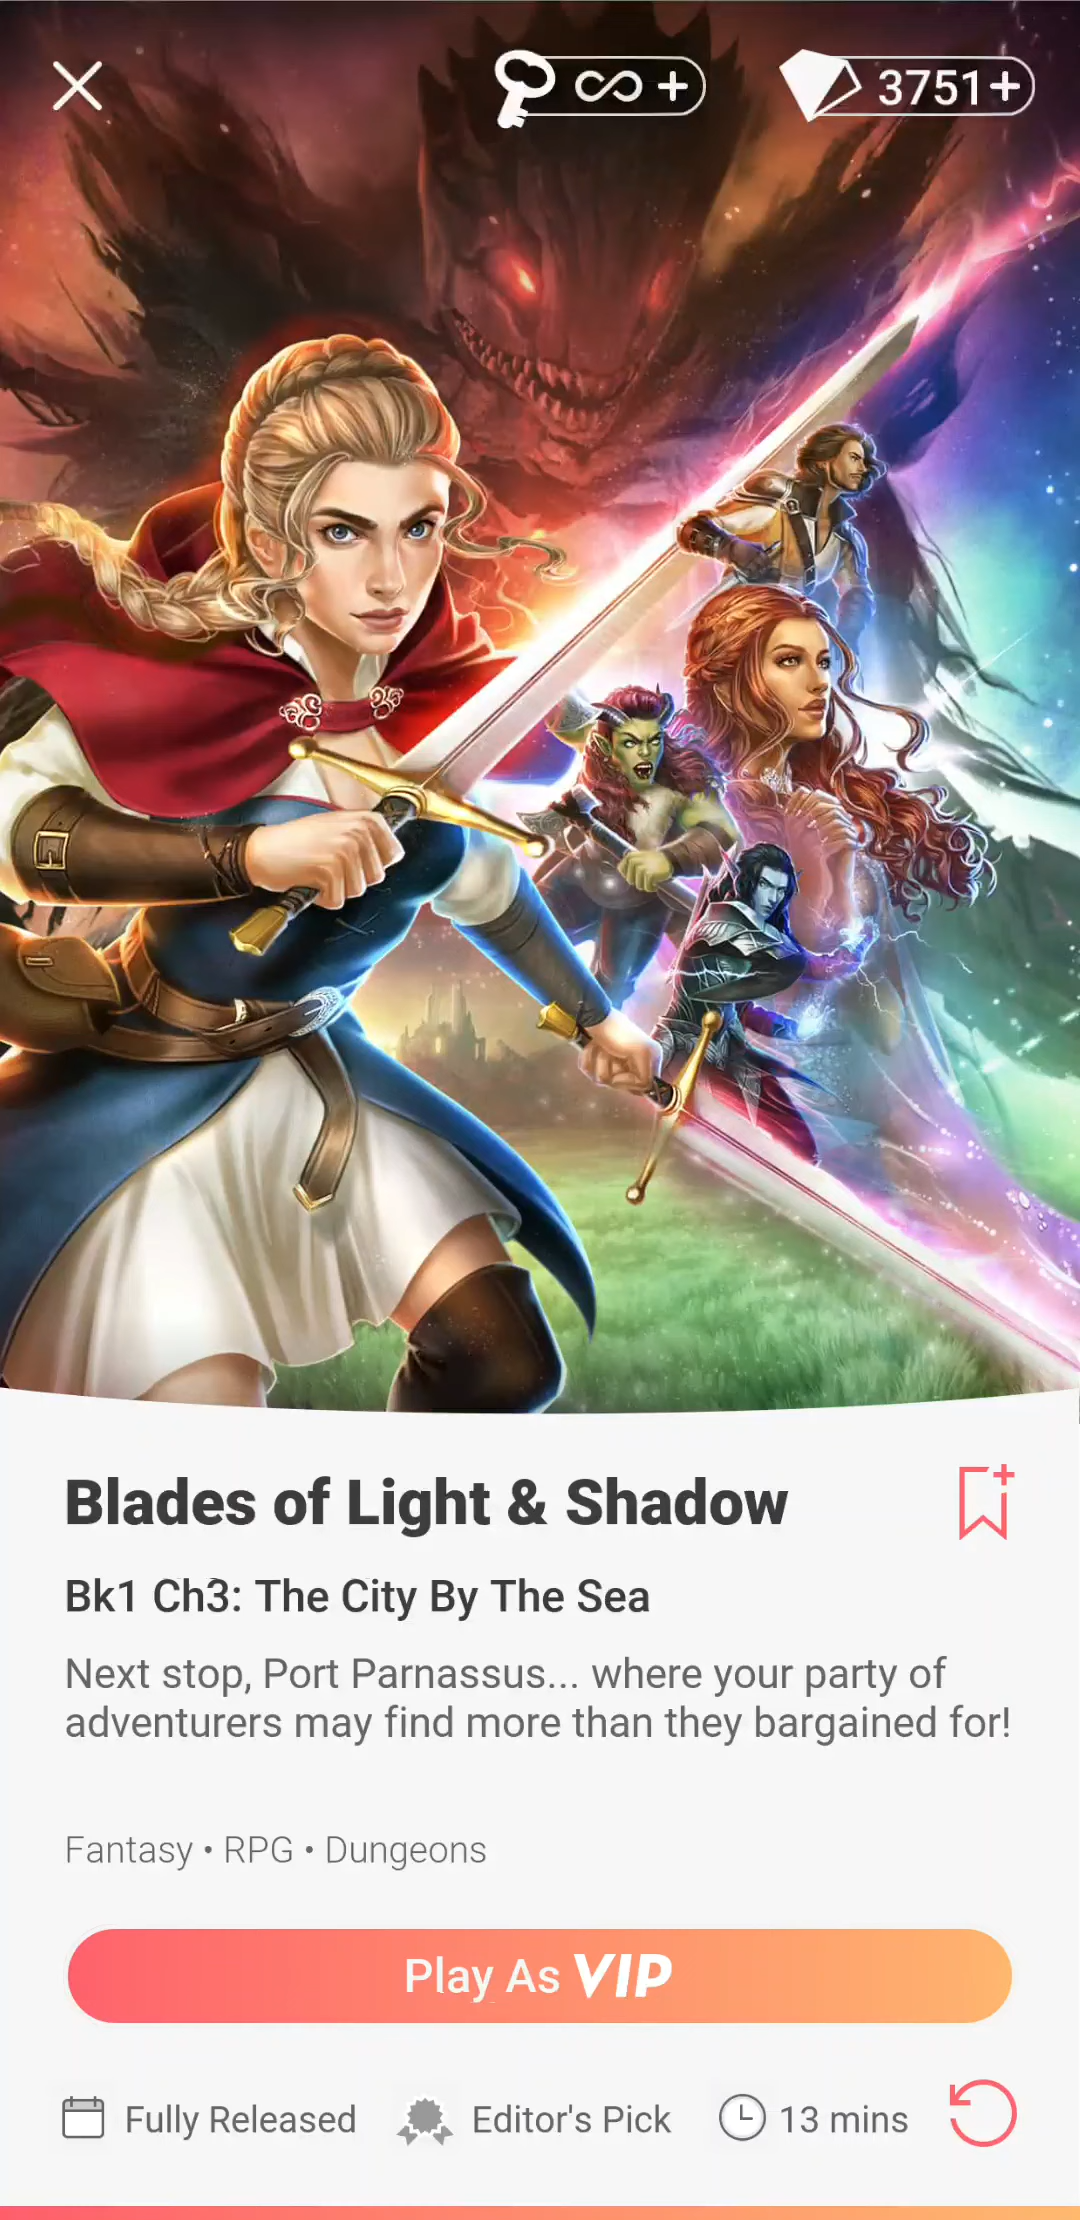 ∞ +
3751+
Blades of Light & Shadow
Bk1 Ch3: The City By The Sea
Next stop, Port Parnassus... where your party of
adventurers may find more than they bargained for!
Fantasy • RPG • Dungeons
Play As VIP
Fully Released
Editor's Pick
13 mins